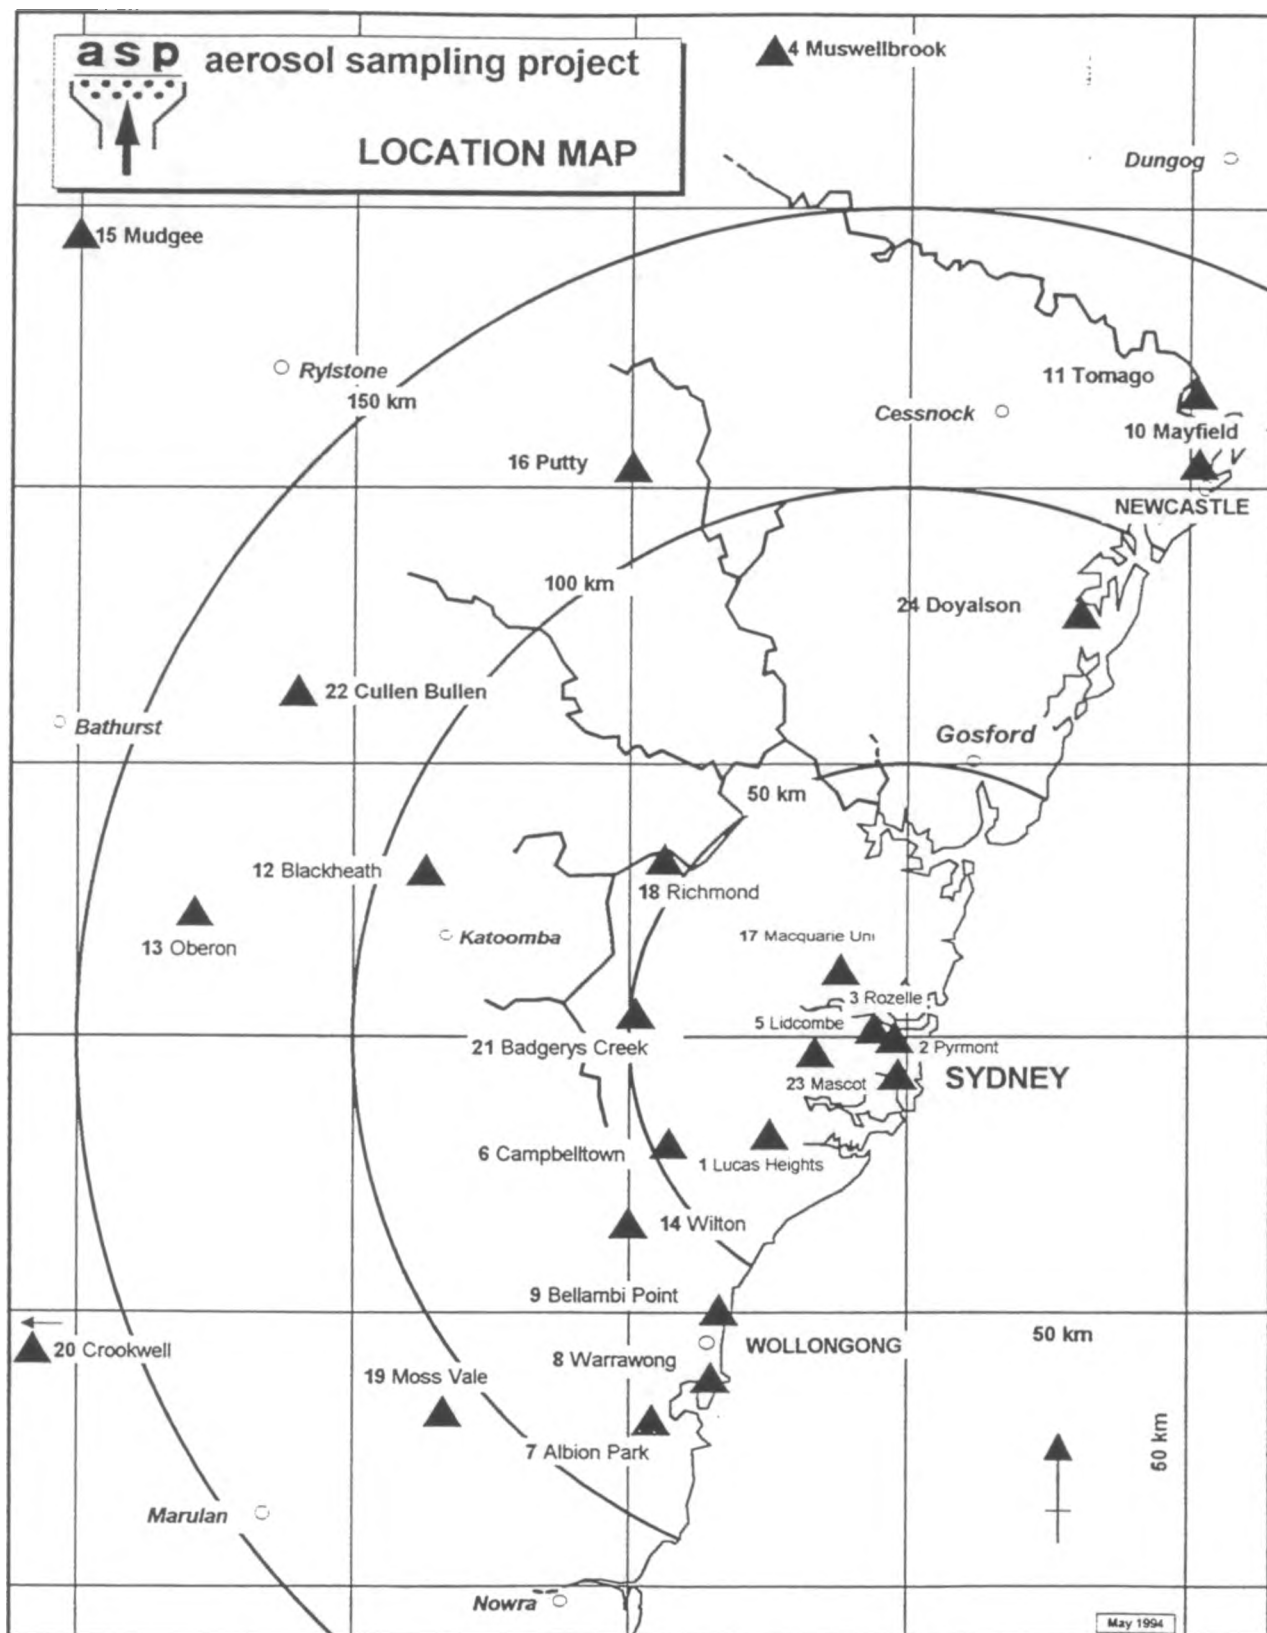 asp aerosol sampling project
LOCATION MAP
4 Muswellbrook
Dungog
15 Mudgee
Rylstone
150 km
11 Tomago
Cessnock
10 Mayfield
16 Putty
NEWCASTLE
100 km
24 Doyalson
22 Cullen Bullen
Bathurst
Gosford
50 km
12 Blackheath
18 Richmond
13 Oberon
Katoomba
17 Macquarie Uni
3 Rozelle
5 Lidcombe
21 Badgerys Creek
2 Pyrmont
23 Mascot
SYDNEY
6 Campbelltown
1 Lucas Heights
14 Wilton
9 Bellambi Point
50 km
20 Crookwell
8 Warrawong
WOLLONGONG
19 Moss Vale
7 Albion Park
50 km
Marulan
Nowra
May 1994